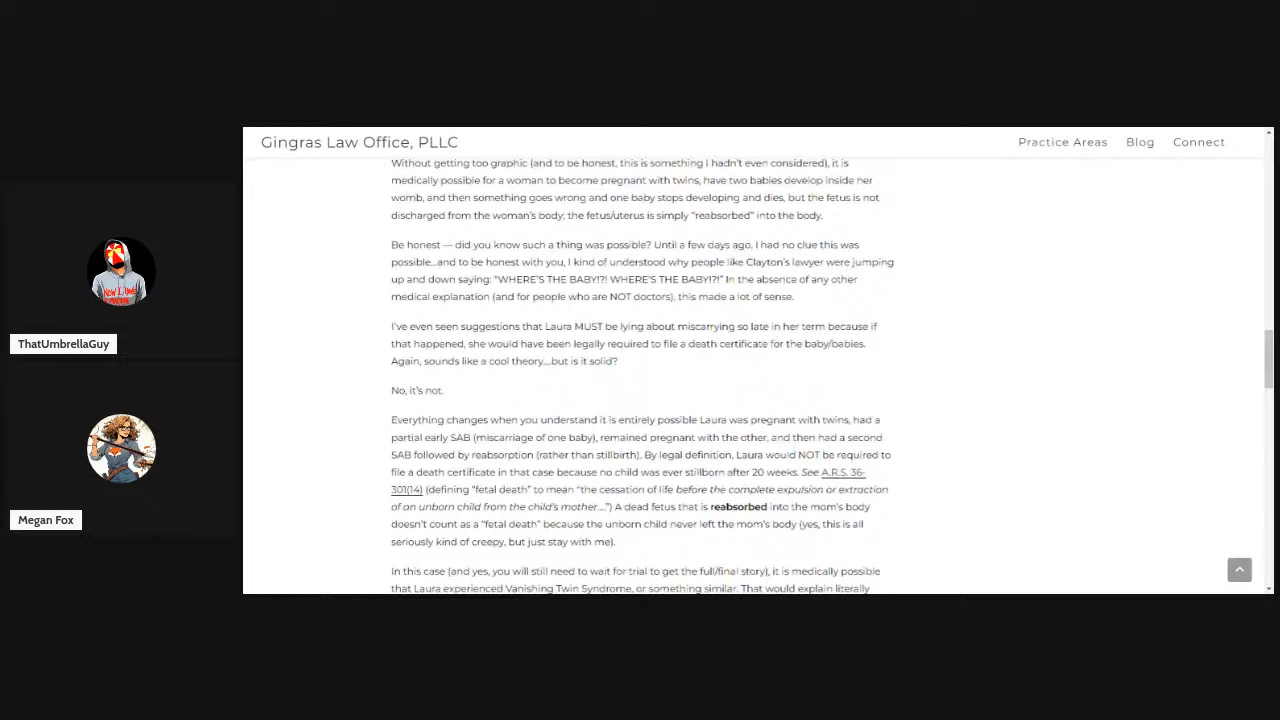 Gingras Law Office, PLLC
Practice Areas Blog Connect
Without getting too graphic (and to be honest, this is something I hadn't even considered), it is
medically possible for a woman to become pregnant with twins, have two babies develop inside her
womb, and then something goes wrong and one baby stops developing and dies, but the fetus is not
discharged from the woman's body; the fetus/uterus is simply "reabsorbed" into the body.
Be honest — did you know such a thing was possible? Until a few days ago, I had no clue this was
possible...and to be honest with you, I kind of understood why people like Clayton's lawyer were jumping
up and down saying: "WHERE'S THE BABY!?! WHERE'S THE BABY!?!" In the absence of any other
medical explanation (and for people who are NOT doctors), this made a lot of sense.
I've even seen suggestions that Laura MUST be lying about miscarrying so late in her term because if
that happened, she would have been legally required to file a death certificate for the baby/babies.
Again, sounds like a cool theory....but is it solid?
No, it's not.
Everything changes when you understand it is entirely possible Laura was pregnant with twins, had a
partial early SAB (miscarriage of one baby), remained pregnant with the other, and then had a second
SAB followed by reabsorption (rather than stillbirth). By legal definition, Laura would NOT be required to
file a death certificate in that case because no child was ever stillborn after 20 weeks. See A.R.S. 36-
301(14) (defining "fetal death" to mean "the cessation of life before the complete expulsion or extraction
of an unborn child from the child's mother....") A dead fetus that is reabsorbed into the mom's body
doesn't count as a "fetal death" because the unborn child never left the mom's body (yes, this is all
seriously kind of creepy, but just stay with me).
In this case (and yes, you will still need to wait for trial to get the full/final story), it is medically possible
that Laura experienced Vanishing Twin Syndrome, or something similar. That would explain literally
ThatUmbrellaGuy
Megan Fox